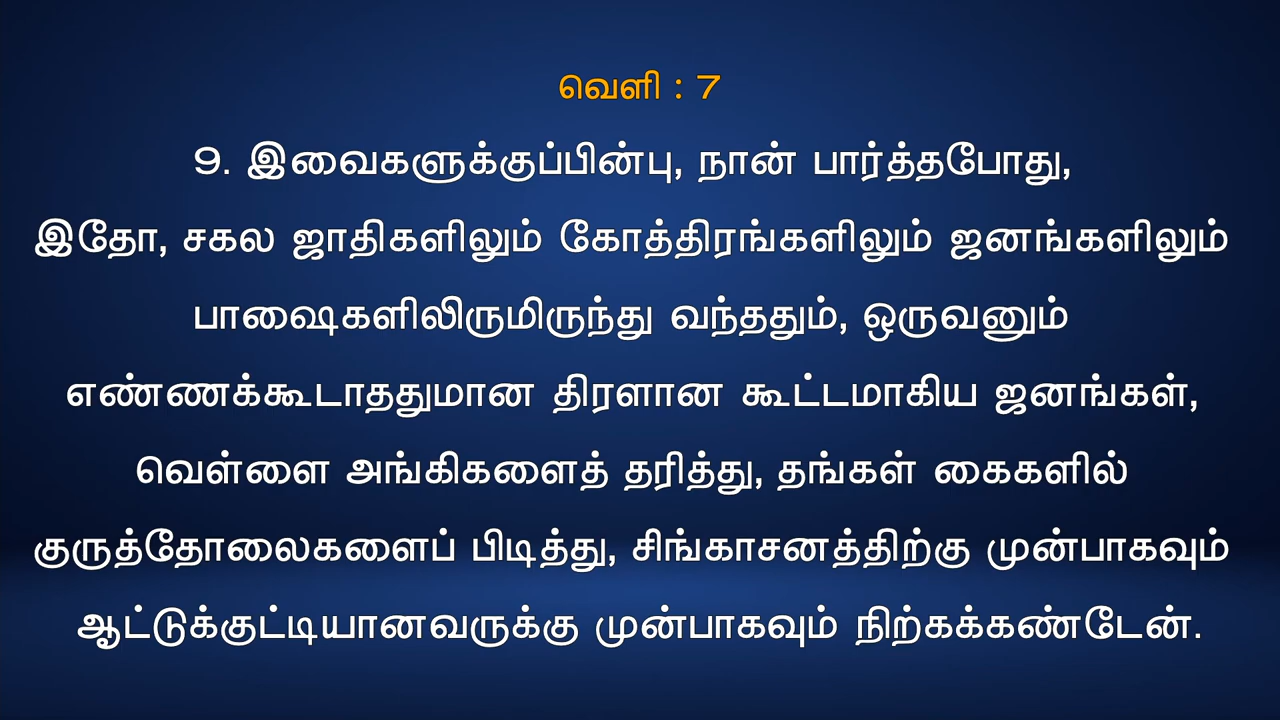 வெளி : 7
9. இவைகளுக்குப்பின்பு, நான் பார்த்தபோது,
இதோ, சகல ஜாதிகளிலும் கோத்திரங்களிலும் ஜனங்களிலும்
பாஷைகளிலிருமிருந்து வந்ததும், ஒருவனும்
எண்ணக்கூடாததுமான திரளான கூட்டமாகிய ஜனங்கள்,
வெள்ளை அங்கிகளைத் தரித்து, தங்கள் கைகளில்
குருத்தோலைகளைப் பிடித்து, சிங்காசனத்திற்கு முன்பாகவும்
ஆட்டுக்குட்டியானவருக்கு முன்பாகவும் நிற்கக்கண்டேன்.